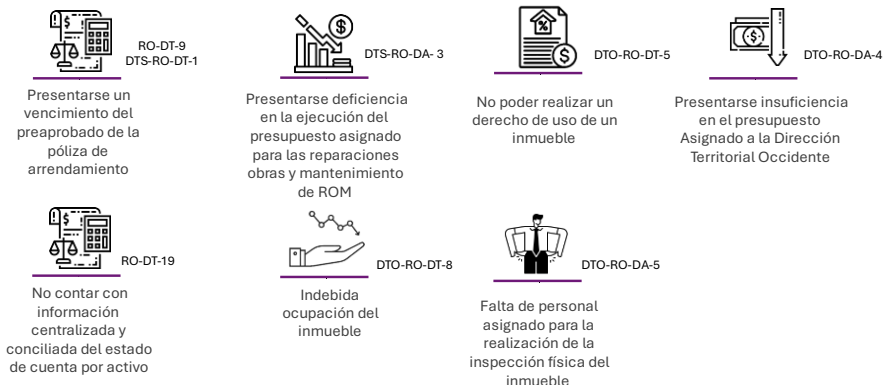 RO-DT-9
DTS-RO-DT-1
Presentarse un
vencimiento del
preaprobado de la
póliza de
arrendamiento
DTS-RO-DA- 3
Presentarse deficiencia
en la ejecución del
presupuesto asignado
para las reparaciones
obras y mantenimiento
de ROM
DTO-RO-DT-5
No poder realizar un
derecho de uso de un
inmueble
DTO-RO-DA-4
Presentarse insuficiencia
en el presupuesto
Asignado a la Dirección
Territorial Occidente
RO-DT-19
No contar con
información
centralizada y
conciliada del estado
de cuenta por activo
DTO-RO-DT-8
Indebida
ocupación del
inmueble
DTO-RO-DA-5
Falta de personal
asignado para la
realización de la
inspección física del
inmueble